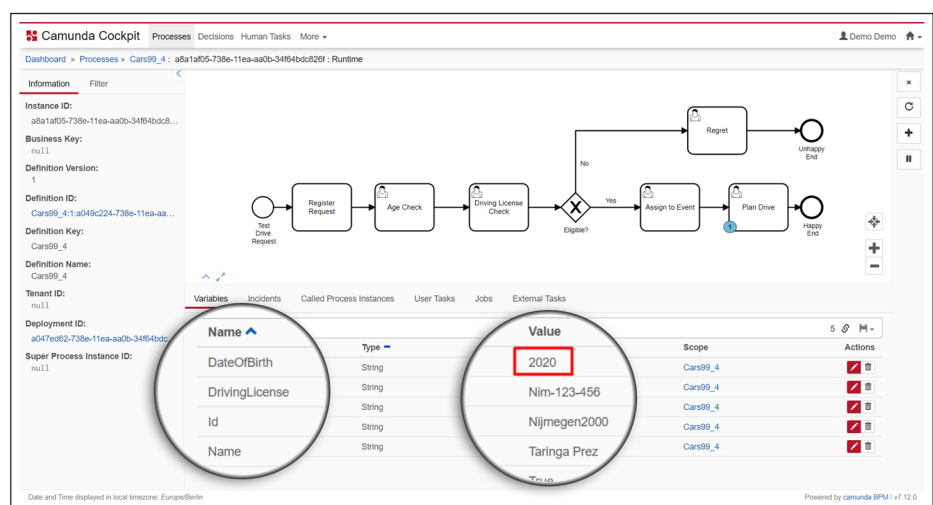 Camunda Cockpit Processes Decisions Human Tasks More Demo Demo
Dashboard » Processes » Cars99_4 : a8a1af05-738e-11ea-aa0b-34f64bdc826f : Runtime
Information Filter
Instance ID:
a8a1af05-738e-11ea-aa0b-34f64bdc8...
Business Key:
null
Definition Version:
1
Definition ID:
Cars99_4:1:a049c224-738e-11ea-aa...
Definition Key:
Cars99_4
Definition Name:
Cars99_4
Tenant ID:
null
Deployment ID:
a047ed62-738e-11ea-aa0b-34f64bdc
Super Process Instance ID:
null
Regret
Unhappy
End
No
Test
Drive
Request
Register
Request
Age Check
Driving License
Check
Eligible?
Yes
Assign to Event
Plan Drive
1
Happy
End
Variables Incidents Called Process Instances User Tasks Jobs External Tasks
5
Name Type Value Scope Actions
DateOfBirth String 2020 Cars99_4
DrivingLicense String Nim-123-456 Cars99_4
Id String Nijmegen2000 Cars99_4
Name String Taringa Prez Cars99_4
String True Cars99_4
Date and Time displayed in local timezone: Europe/Berlin Powered by camunda BPM / v7.12.0